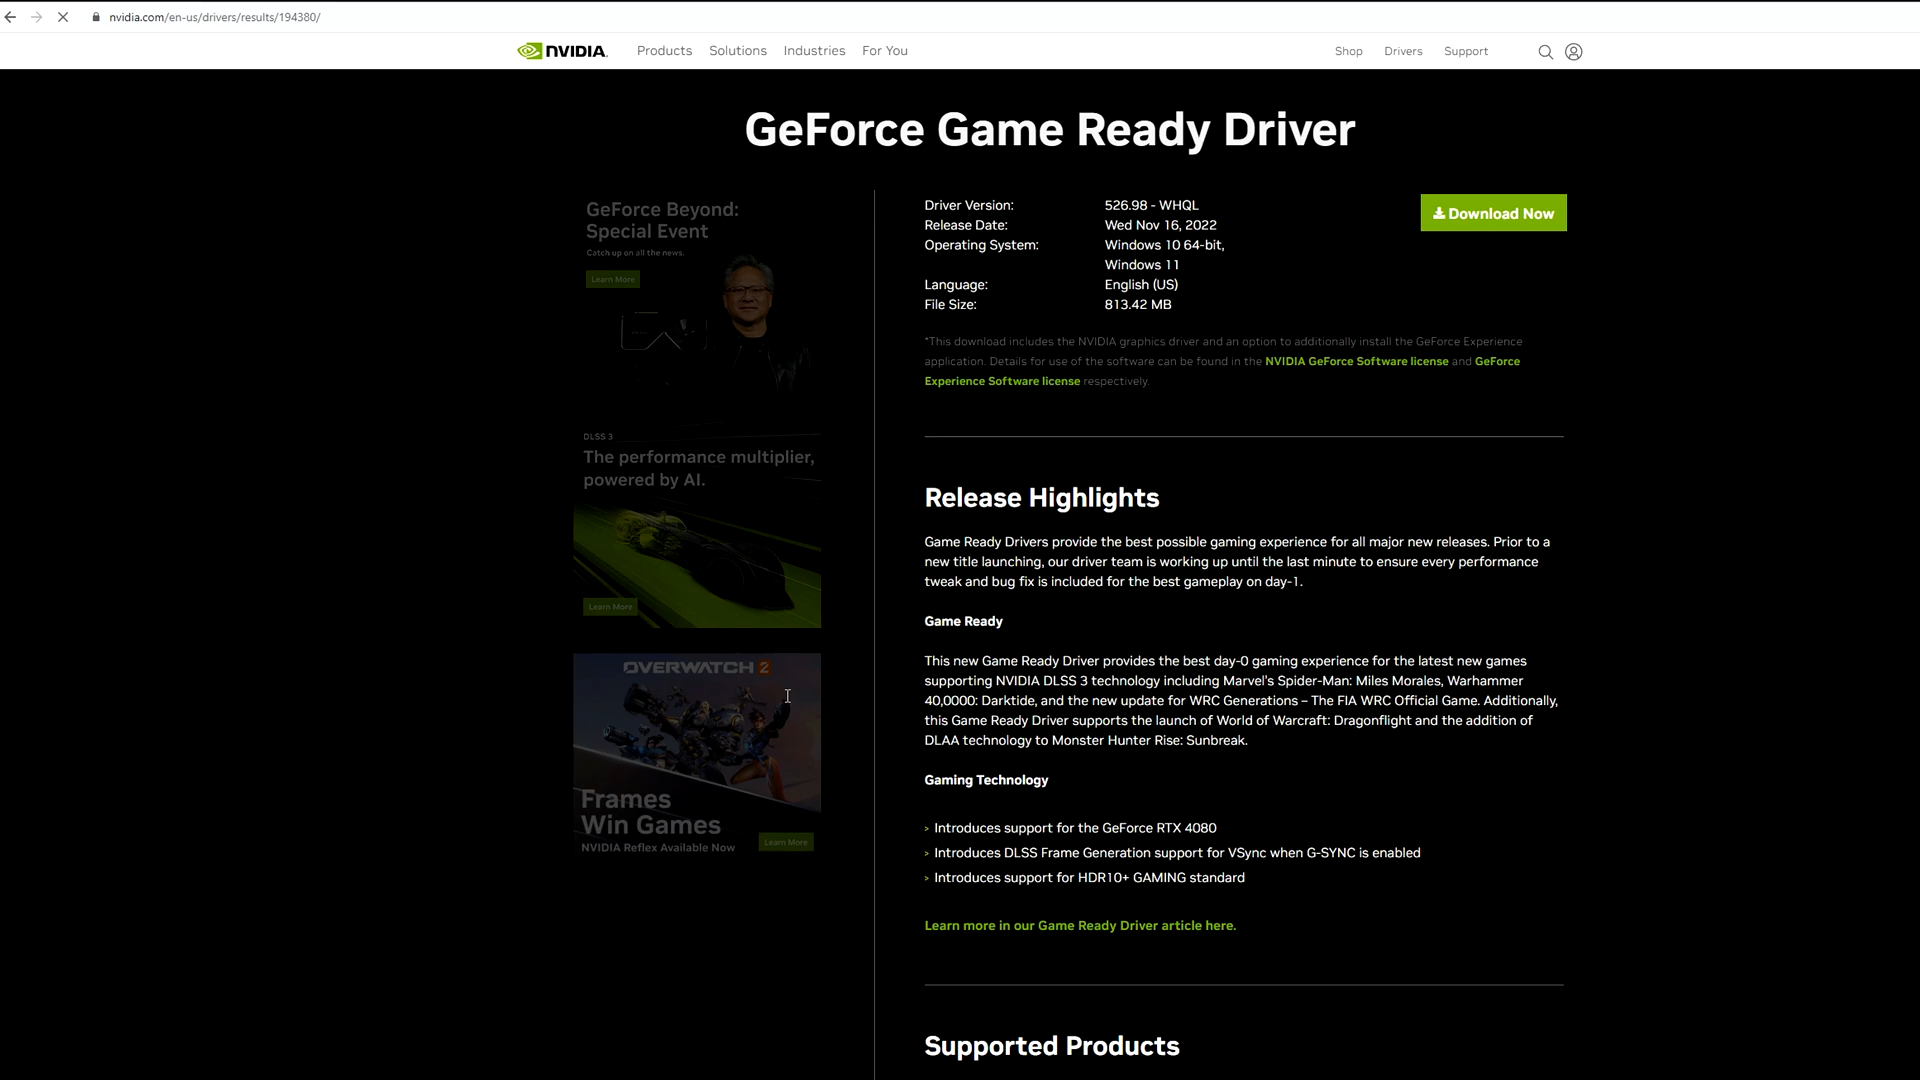 nvidia.com/en-us/drivers/results/194380/
NVIDIA.
Products
Solutions
Industries
For You
Shop
Drivers
Support
GeForce Game Ready Driver
GeForce Beyond:
Special Event
Catch up on all the news.
Learn More
DLSS 3
The performance multiplier,
powered by AI.
Learn More
OVERWATCH 2
Frames
Win Games
NVIDIA Reflex Available Now
Learn More
Driver Version: 526.98 - WHQL
Release Date: Wed Nov 16, 2022
Operating System: Windows 10 64-bit,
Windows 11
Language: English (US)
File Size: 813.42 MB
Download Now
*This download includes the NVIDIA graphics driver and an option to additionally install the GeForce Experience
application. Details for use of the software can be found in the NVIDIA GeForce Software license and GeForce
Experience Software license respectively.
Release Highlights
Game Ready Drivers provide the best possible gaming experience for all major new releases. Prior to a
new title launching, our driver team is working up until the last minute to ensure every performance
tweak and bug fix is included for the best gameplay on day-1.
Game Ready
This new Game Ready Driver provides the best day-0 gaming experience for the latest new games
supporting NVIDIA DLSS 3 technology including Marvel's Spider-Man: Miles Morales, Warhammer
40,0000: Darktide, and the new update for WRC Generations – The FIA WRC Official Game. Additionally,
this Game Ready Driver supports the launch of World of Warcraft: Dragonflight and the addition of
DLAA technology to Monster Hunter Rise: Sunbreak.
Gaming Technology
> Introduces support for the GeForce RTX 4080
> Introduces DLSS Frame Generation support for VSync when G-SYNC is enabled
> Introduces support for HDR10+ GAMING standard
Learn more in our Game Ready Driver article here.
Supported Products